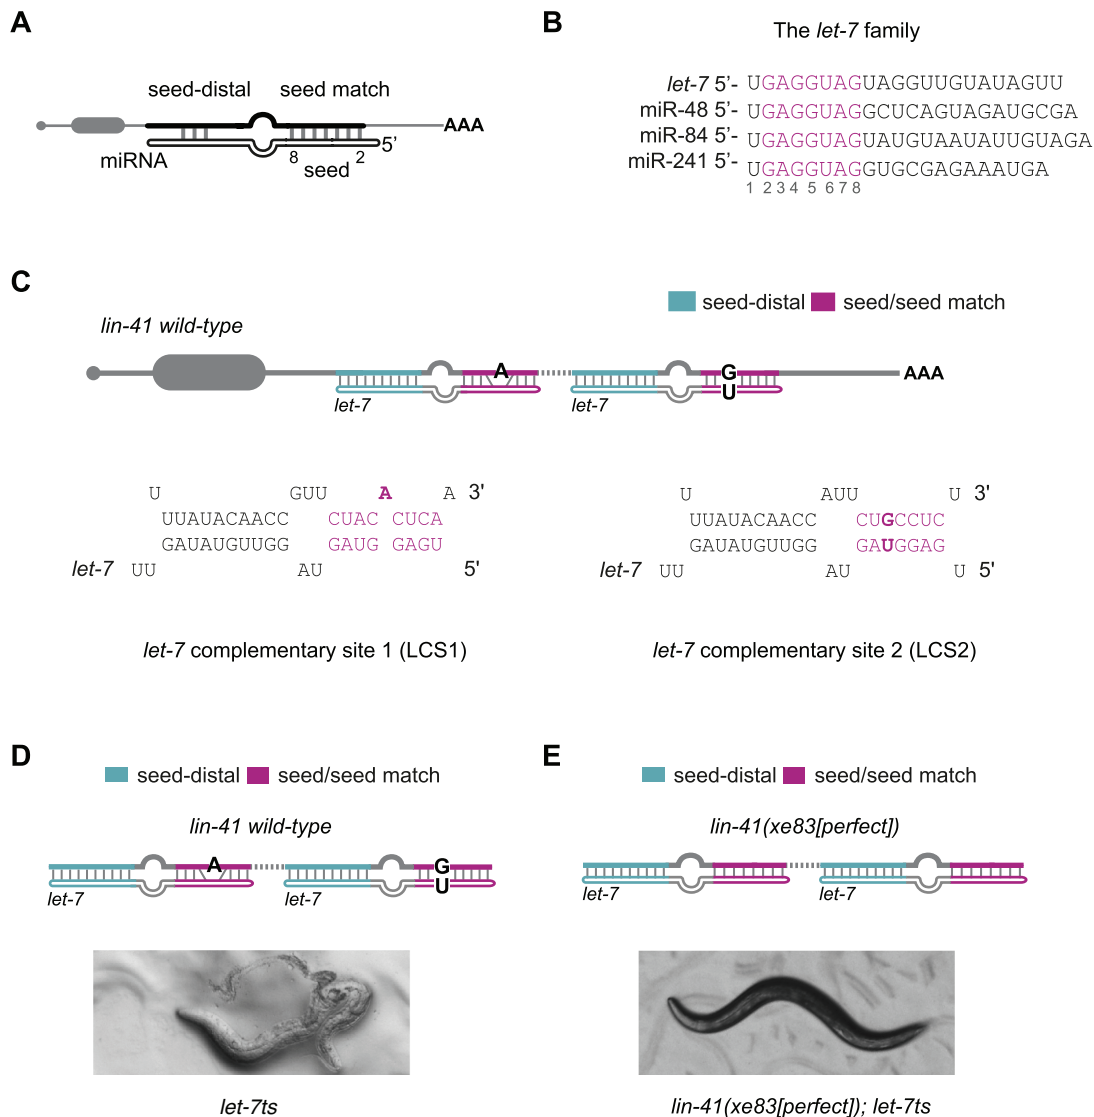 A
seed-distal
seed match
AAA
5'
miRNA
8
2
seed
B
The let-7 family
let-7 5’- UGAGGUAGUAGGUUGUAUAGUU
miR-48 5’- UGAGGUAGGCUCAGUAGAUGCGA
miR-84 5’- UGAGGUAGUAUGUAAUAUUGUAGA
miR-241 5’- UGAGGUAGGUGCGAGAAAUGA
1 2 3 4 5 6 7 8
C
seed-distal
seed/seed match
lin-41 wild-type
A
G
U
AAA
let-7
let-7
U GUU A A 3'
UUAUACAACC CUAC CUCA
GAUAUGUUGG GAUG GAGU
let-7 UU AU 5'
let-7 complementary site 1 (LCS1)
U AUU U 3'
UUAUACAACC CUGCCUC
GAUAUGUUGG GAUGGAG
let-7 UU AU U 5'
let-7 complementary site 2 (LCS2)
D
seed-distal
seed/seed match
lin-41 wild-type
A
G
U
let-7
let-7
let-7ts
E
seed-distal
seed/seed match
lin-41(xe83[perfect])
let-7
let-7
lin-41(xe83[perfect]); let-7ts